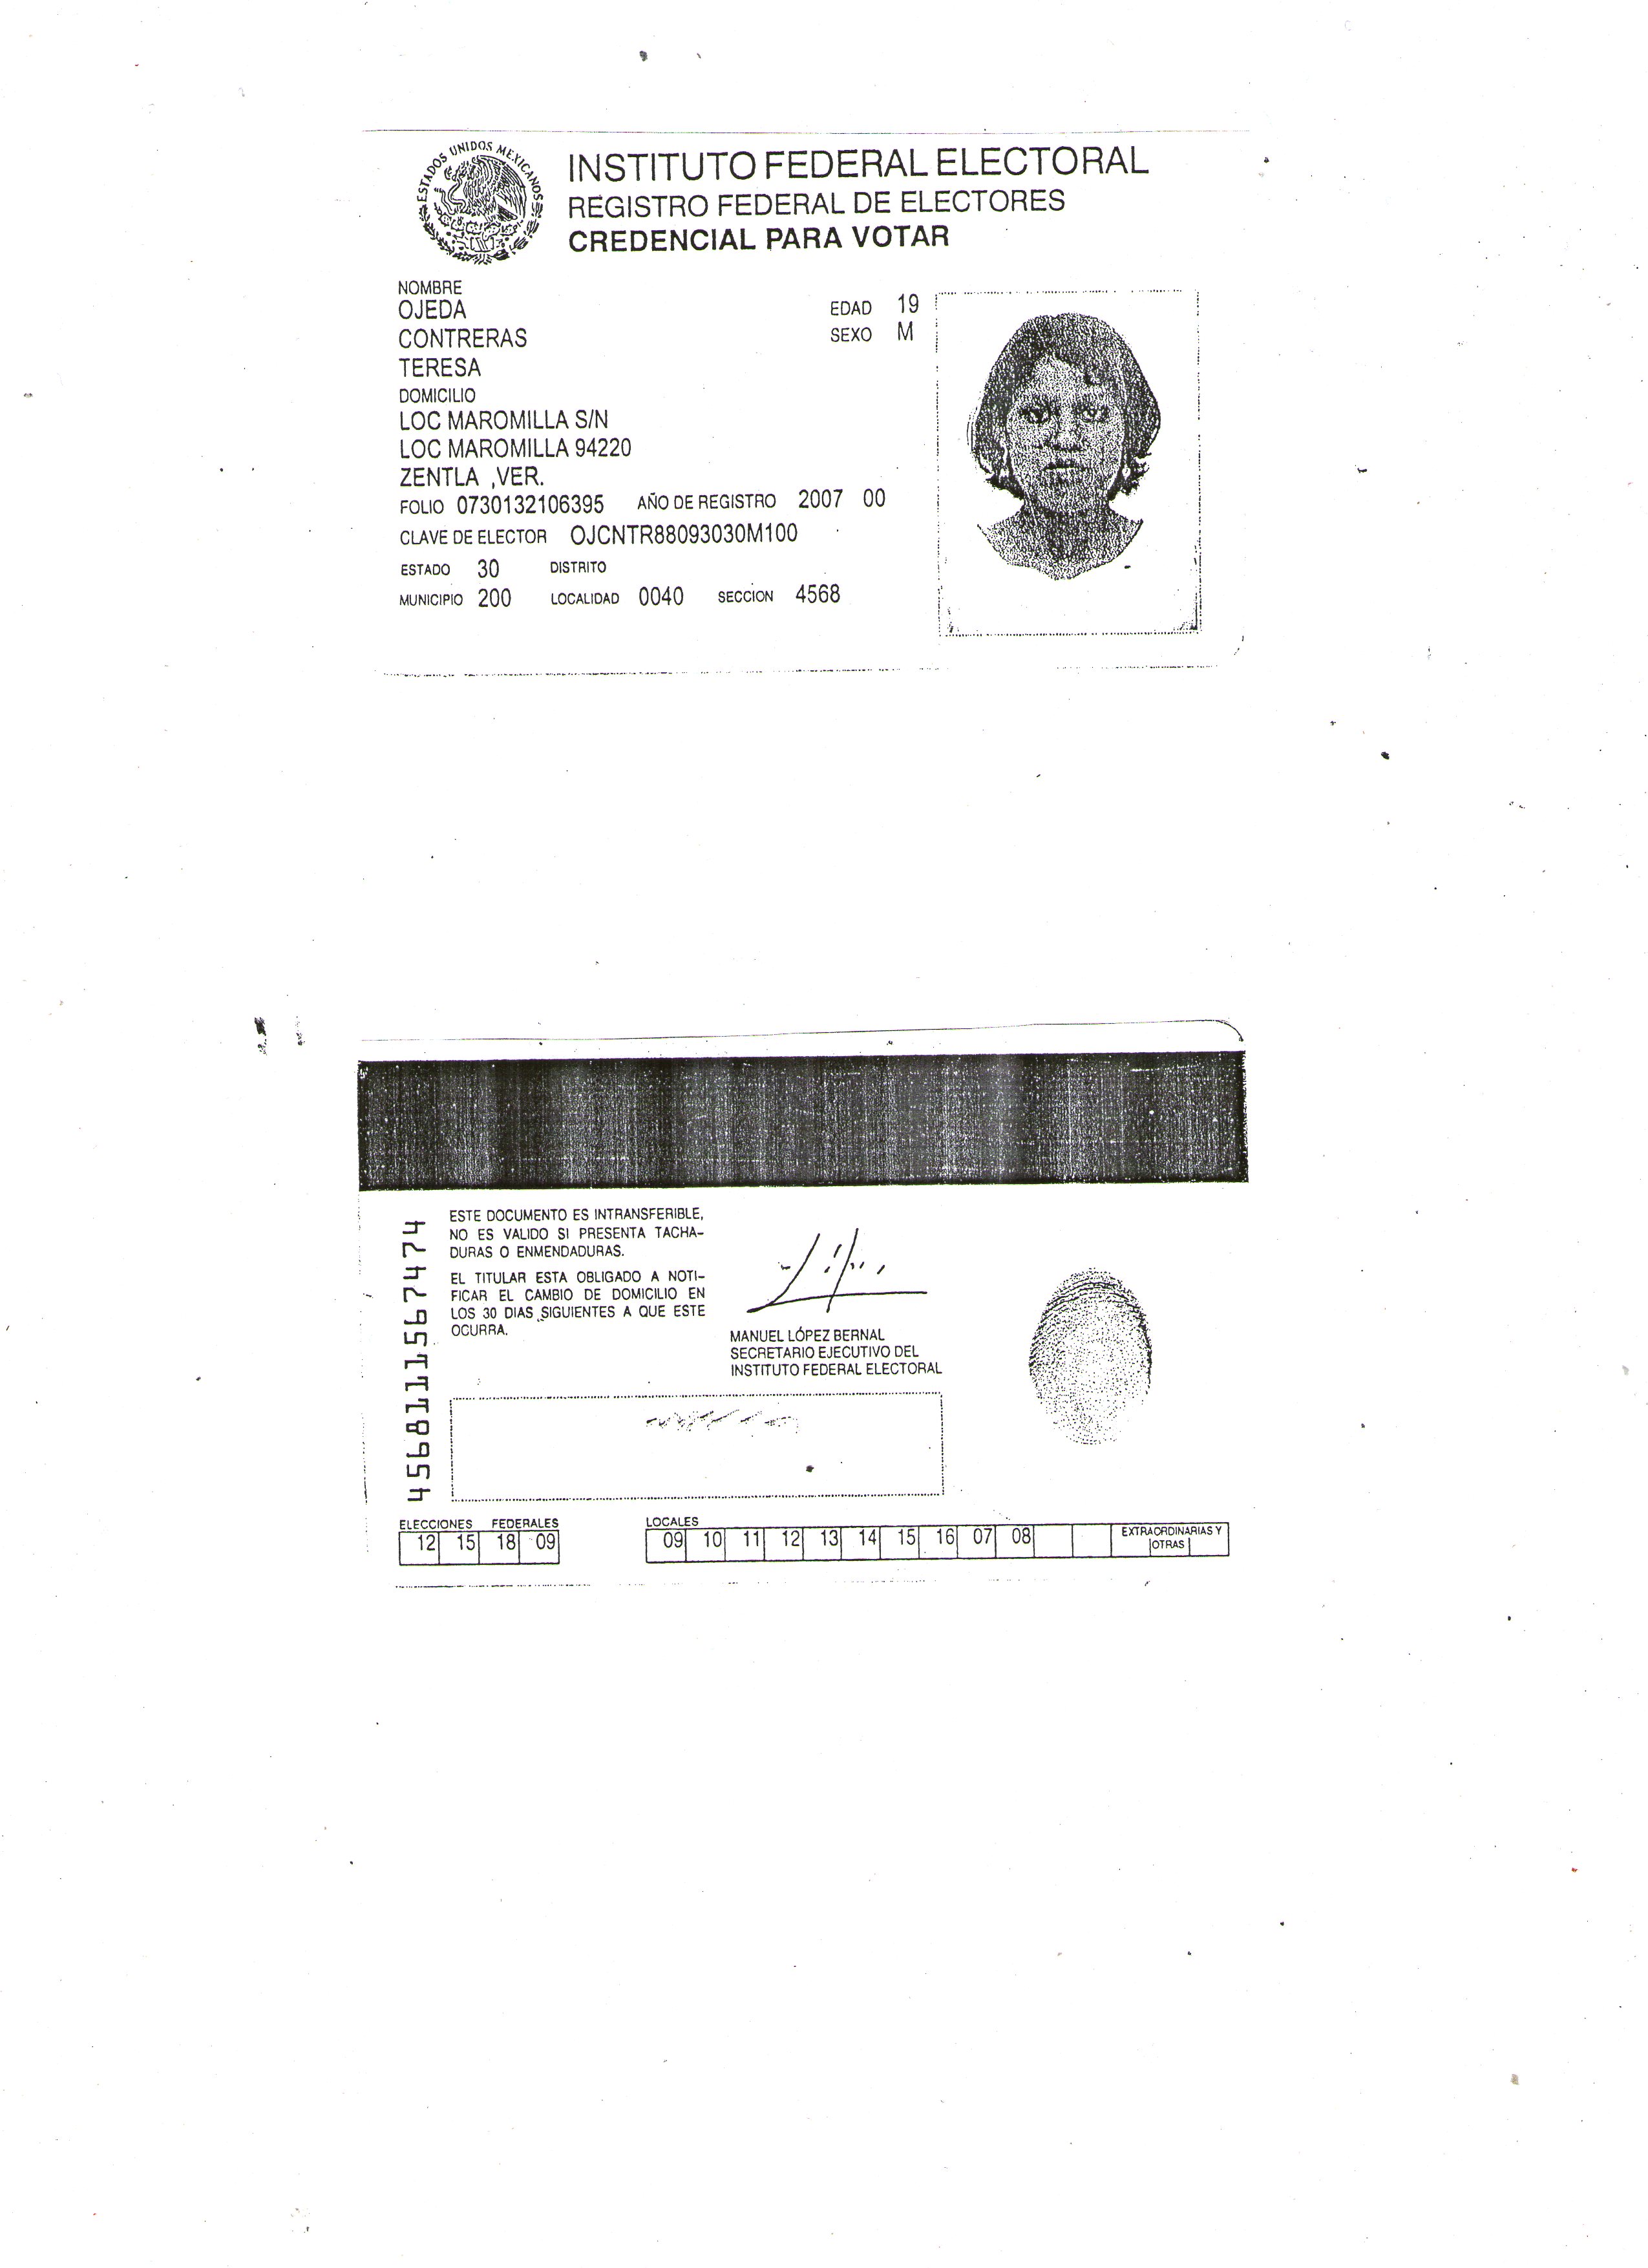 ESTADOS UNIDOS MEXICANOS
INSTITUTO FEDERAL ELECTORAL
REGISTRO FEDERAL DE ELECTORES
CREDENCIAL PARA VOTAR
NOMBRE
OJEDA
CONTRERAS
TERESA
EDAD 19
SEXO M
DOMICILIO
LOC MAROMILLA S/N
LOC MAROMILLA 94220
ZENTLA ,VER.
FOLIO 0730132106395 AÑO DE REGISTRO 2007 00
CLAVE DE ELECTOR OJCNTR88093030M100
ESTADO 30 DISTRITO
MUNICIPIO 200 LOCALIDAD 0040 SECCION 4568
4568111567474
ESTE DOCUMENTO ES INTRANSFERIBLE,
NO ES VALIDO SI PRESENTA TACHA-
DURAS O ENMENDADURAS.
EL TITULAR ESTA OBLIGADO A NOTI-
FICAR EL CAMBIO DE DOMICILIO EN
LOS 30 DIAS SIGUIENTES A QUE ESTE
OCURRA.
MANUEL LÓPEZ BERNAL
SECRETARIO EJECUTIVO DEL
INSTITUTO FEDERAL ELECTORAL
ELECCIONES FEDERALES
12 15 18 09
LOCALES
09 10 11 12 13 14 15 16 07 08
EXTRAORDINARIAS Y
OTRAS